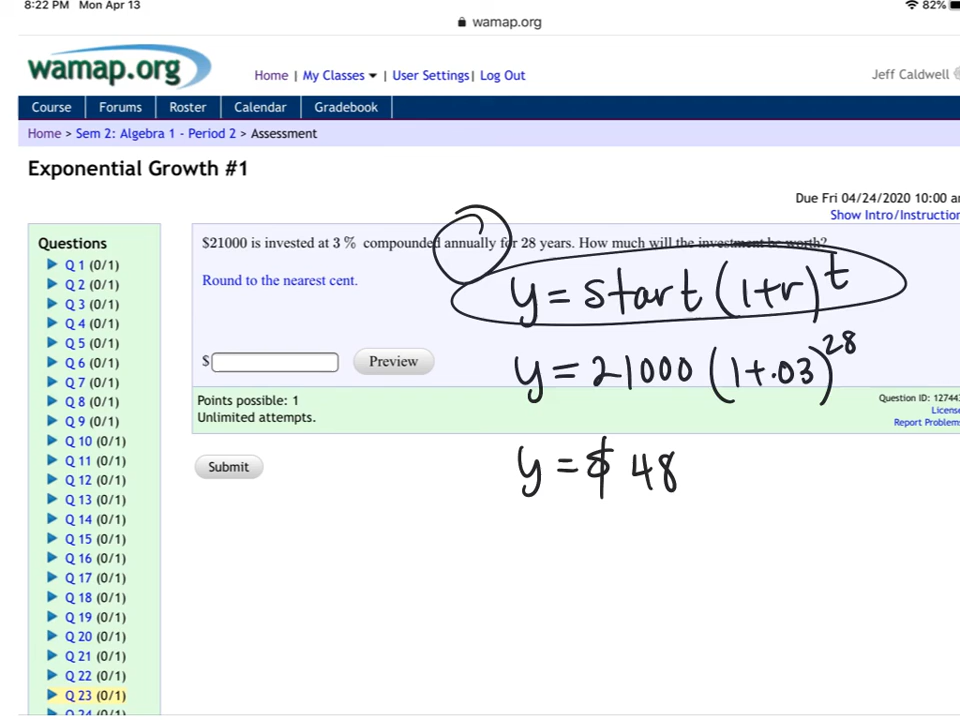 8:22 PM Mon Apr 13 82%
wamap.org
wamap.org
Home | My Classes | User Settings | Log Out
Jeff Caldwell
Course Forums Roster Calendar Gradebook
Home > Sem 2: Algebra 1 - Period 2 > Assessment
Exponential Growth #1
Due Fri 04/24/2020 10:00 a
Show Intro/Instruction
Questions
Q 1 (0/1)
Q 2 (0/1)
Q 3 (0/1)
Q 4 (0/1)
Q 5 (0/1)
Q 6 (0/1)
Q 7 (0/1)
Q 8 (0/1)
Q 9 (0/1)
Q 10 (0/1)
Q 11 (0/1)
Q 12 (0/1)
Q 13 (0/1)
Q 14 (0/1)
Q 15 (0/1)
Q 16 (0/1)
Q 17 (0/1)
Q 18 (0/1)
Q 19 (0/1)
Q 20 (0/1)
Q 21 (0/1)
Q 22 (0/1)
Q 23 (0/1)
$21000 is invested at 3 % compounded annually for 28 years. How much will the investment be worth?
Round to the nearest cent.
y = start (1+r)^t
y = 21000 (1+.03)^28
$
Preview
Points possible: 1
Unlimited attempts.
Question ID: 12744
License
Report Problem
y = $ 48
Submit